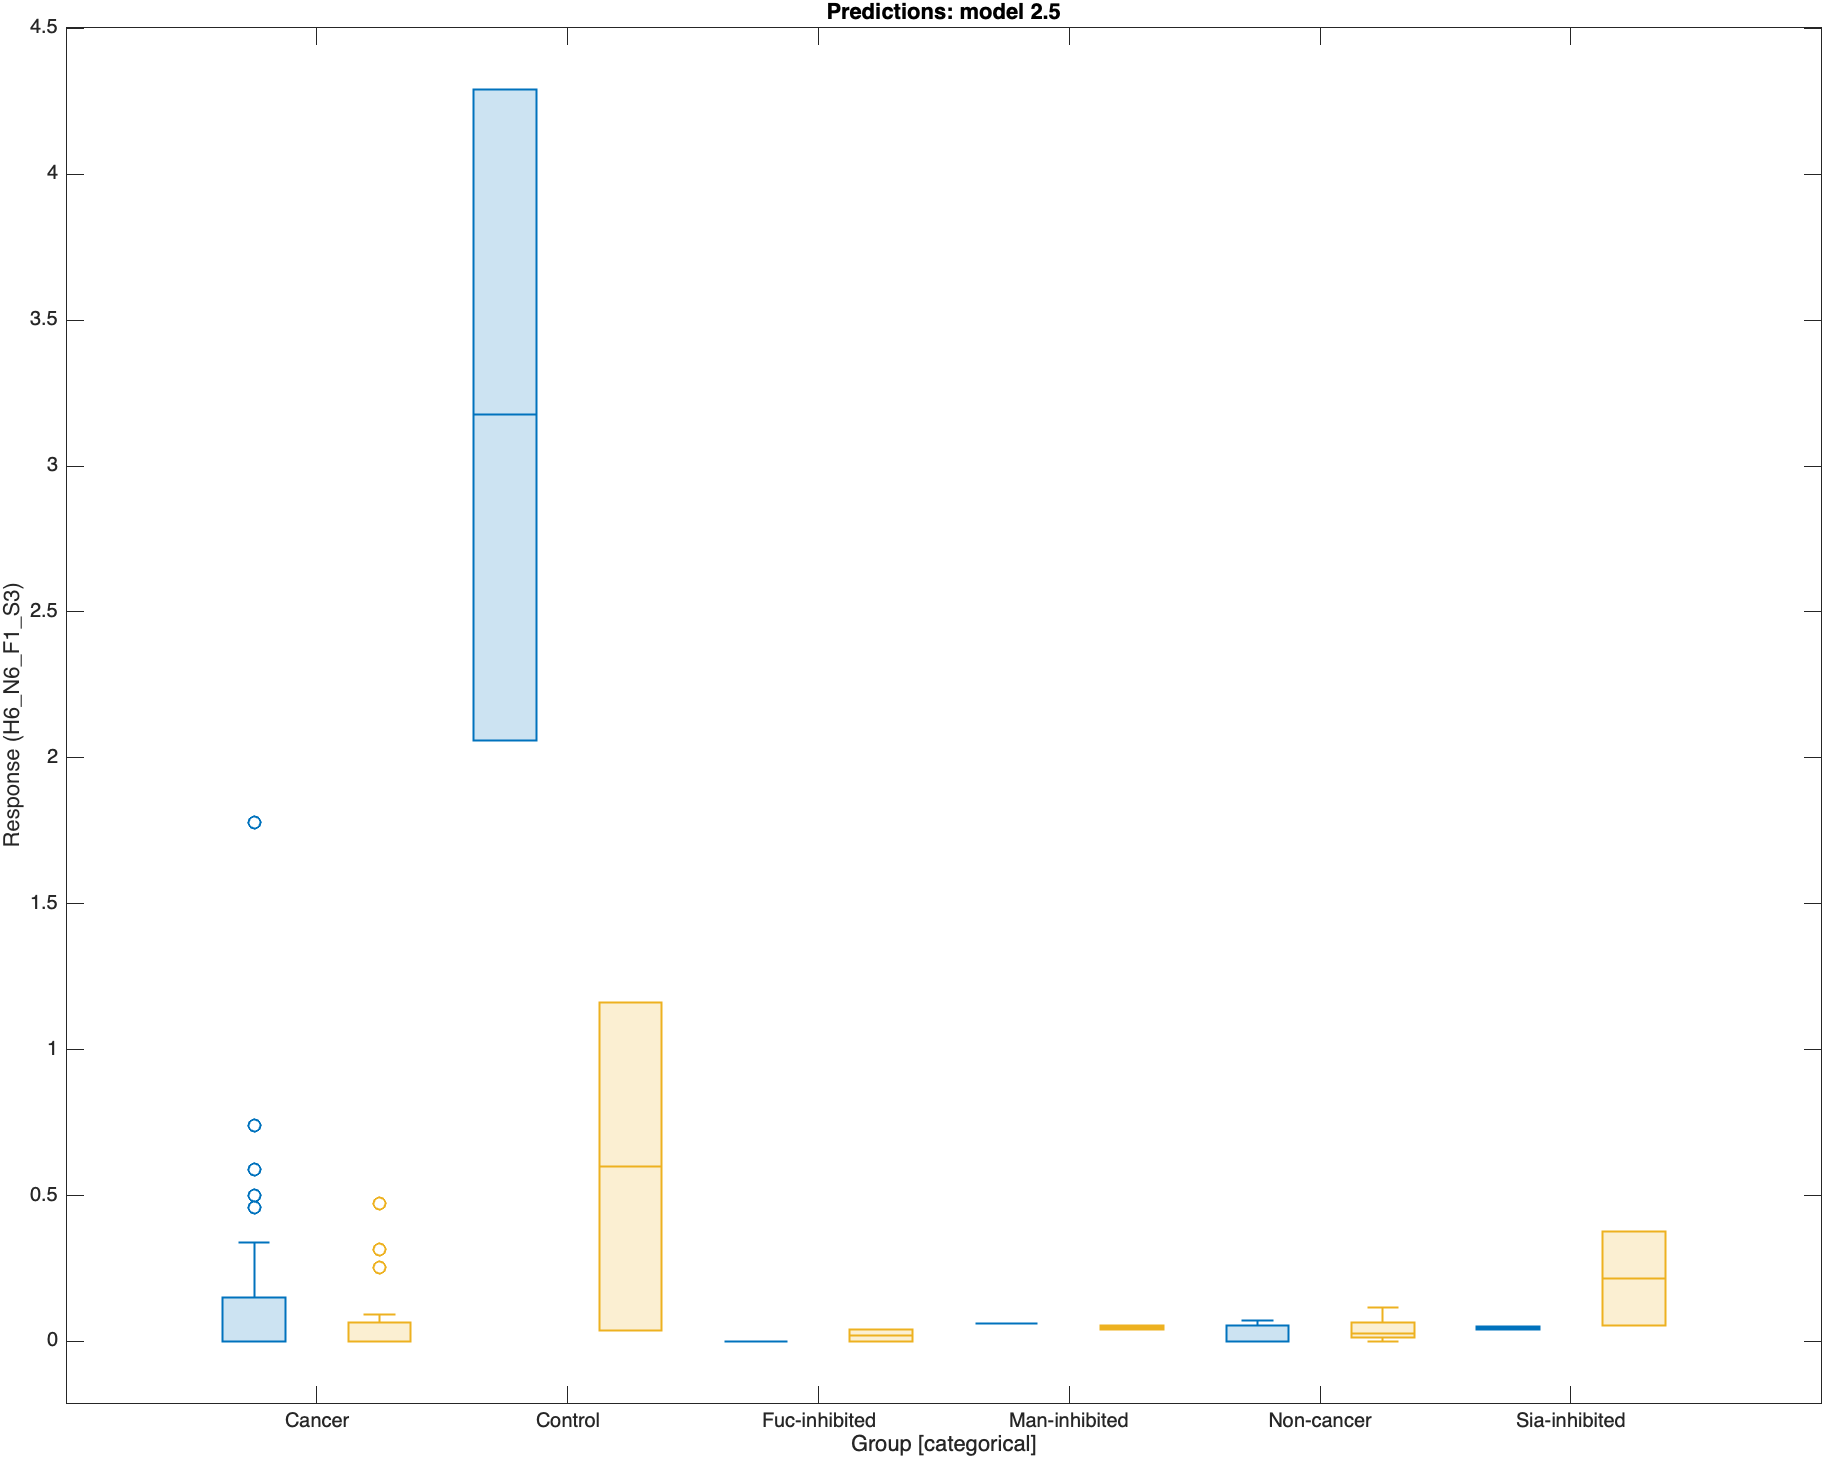 Predictions: model 2.5
4.5
4
3.5
3
2.5
2
1.5
1
0.5
0
Response (H6_N6_F1_S3)
Cancer
Control
Fuc-inhibited
Man-inhibited
Non-cancer
Sia-inhibited
Group [categorical]